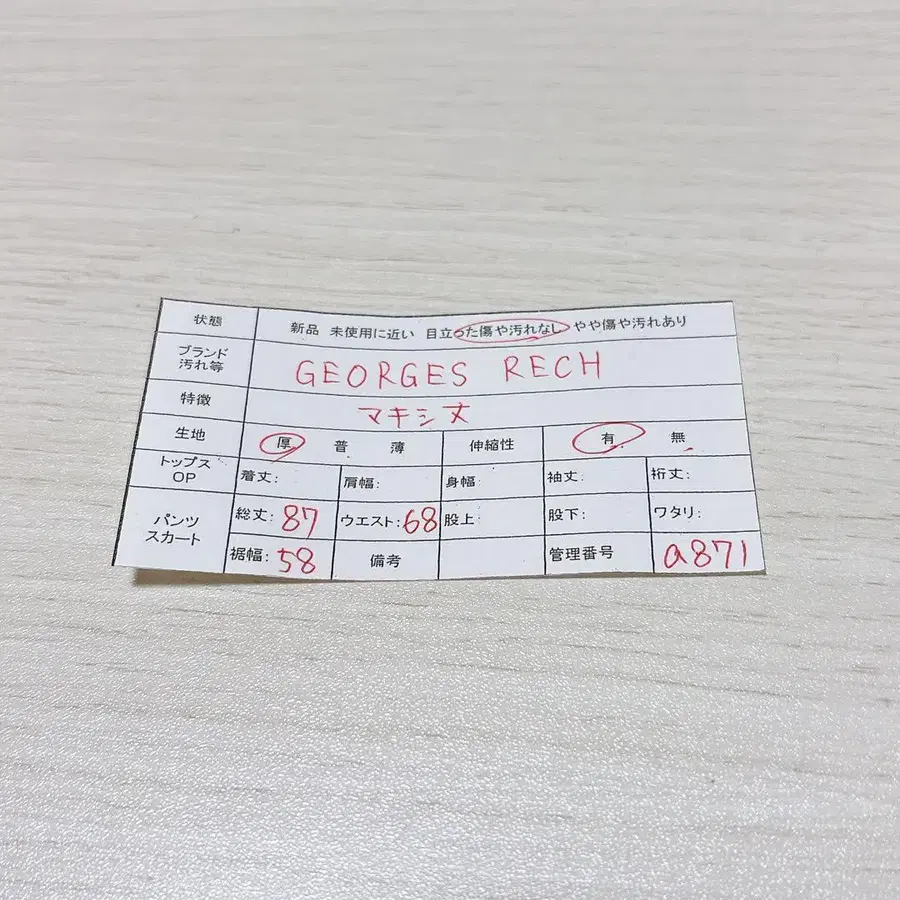 状態 新品 未使用に近い 目立った傷や汚れなし やや傷や汚れあり
ブランド 汚れ等 GEORGES RECH
特徴 マキシ丈
生地 厚 普 薄 伸縮性 有 無
トップス OP 着丈: 肩幅: 身幅: 袖丈: 裄丈:
パンツ スカート 総丈: 87 ウエスト: 68 股上: 股下: ワタリ:
裾幅: 58 備考 管理番号 a871